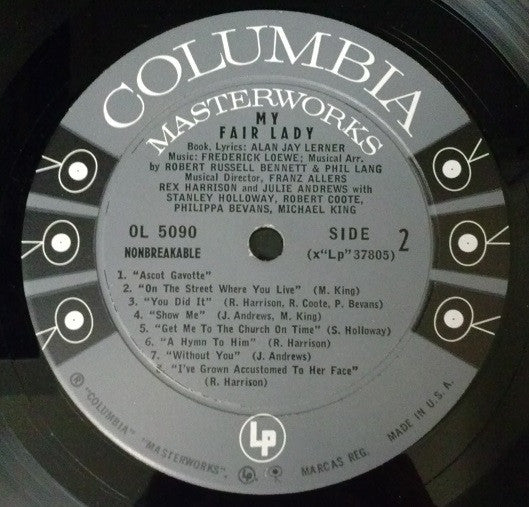 COLUMBIA
MASTERWORKS
MY
FAIR LADY
Book, Lyrics: ALAN JAY LERNER
Music: FREDERICK LOEWE; Musical Arr.
by ROBERT RUSSELL BENNETT & PHIL LANG
Musical Director, FRANZ ALLERS
REX HARRISON and JULIE ANDREWS with
STANLEY HOLLOWAY, ROBERT COOTE,
PHILIPPA BEVANS, MICHAEL KING
OL 5090 SIDE 2
NONBREAKABLE (x"Lp"37805)
1. "Ascot Gavotte"
2. "On The Street Where You Live" (M. King)
3. "You Did It" (R. Harrison, R. Coote, P. Bevans)
4. "Show Me" (J. Andrews, M. King)
5. "Get Me To The Church On Time" (S. Holloway)
6. "A Hymn To Him" (R. Harrison)
7. "Without You" (J. Andrews)
8. "I've Grown Accustomed To Her Face"
(R. Harrison)
Lp
® "COLUMBIA" "MASTERWORKS", MARCAS REG. MADE IN U.S.A.